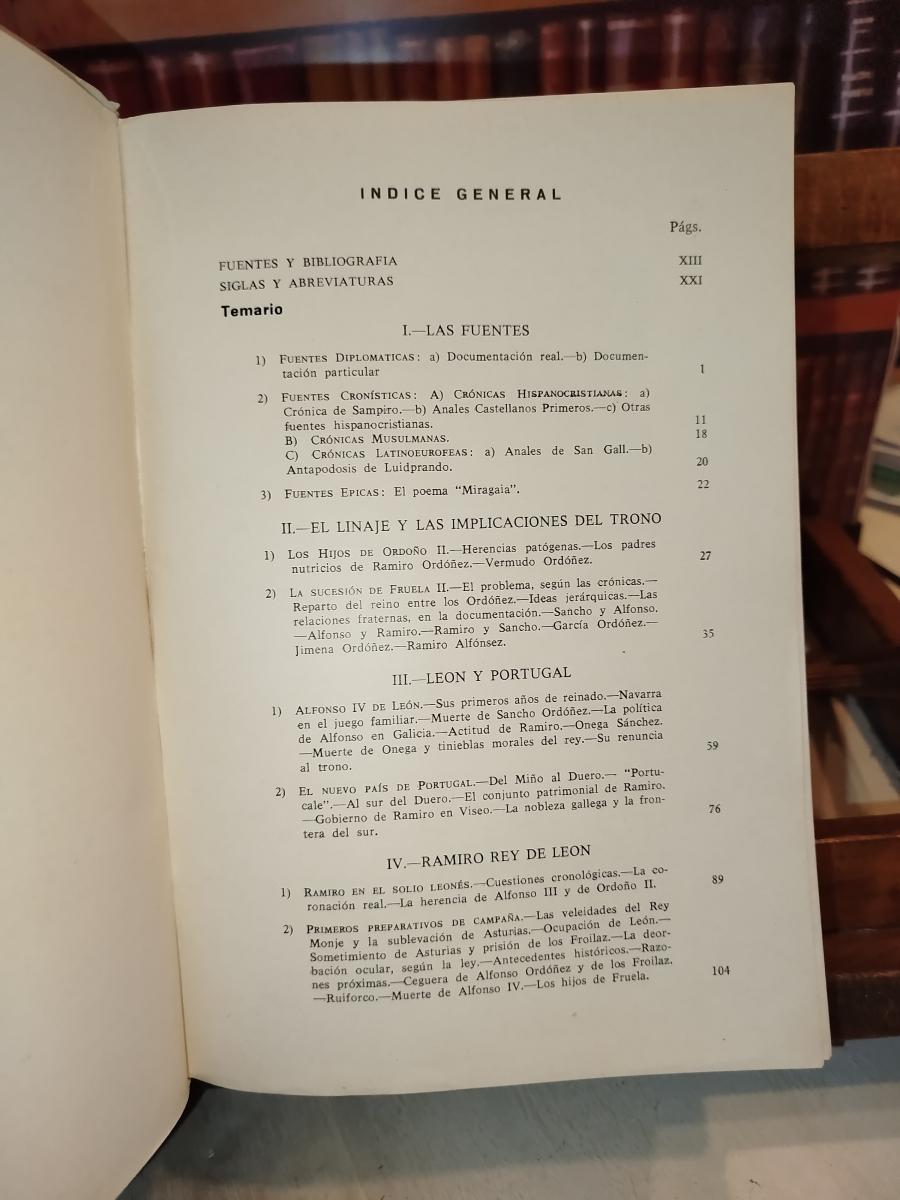 INDICE GENERAL
Págs.
FUENTES Y BIBLIOGRAFIA XIII
SIGLAS Y ABREVIATURAS XXI
Temario
I.—LAS FUENTES
1) FUENTES DIPLOMATICAS: a) Documentación real.—b) Documen-
tación particular 1
2) FUENTES CRONÍSTICAS: A) CRÓNICAS HISPANOCRISTIANAS: a)
Crónica de Sampiro.—b) Anales Castellanos Primeros.—c) Otras
fuentes hispanocristianas. 11
B) CRÓNICAS MUSULMANAS. 18
C) CRÓNICAS LATINOEUROFEAS: a) Anales de San Gall.—b)
Antapodosis de Luidprando. 20
3) FUENTES EPICAS: El poema "Miragaia". 22
II.—EL LINAJE Y LAS IMPLICACIONES DEL TRONO
1) LOS HIJOS DE ORDOÑO II.—Herencias patógenas.—Los padres
nutricios de Ramiro Ordóñez.—Vermudo Ordóñez. 27
2) LA SUCESIÓN DE FRUELA II.—El problema, según las crónicas.—
Reparto del reino entre los Ordóñez.—Ideas jerárquicas.—Las
relaciones fraternas, en la documentación.—Sancho y Alfonso.
—Alfonso y Ramiro.—Ramiro y Sancho.—García Ordóñez.—
Jimena Ordóñez.—Ramiro Alfónsez. 35
III.—LEON Y PORTUGAL
1) ALFONSO IV DE LEÓN.—Sus primeros años de reinado.—Navarra
en el juego familiar.—Muerte de Sancho Ordóñez.—La política
de Alfonso en Galicia.—Actitud de Ramiro.—Onega Sánchez.
—Muerte de Onega y tinieblas morales del rey.—Su renuncia
al trono. 59
2) EL NUEVO PAÍS DE PORTUGAL.—Del Miño al Duero.— "Portu-
cale".—Al sur del Duero.—El conjunto patrimonial de Ramiro.
—Gobierno de Ramiro en Viseo.—La nobleza gallega y la fron-
tera del sur. 76
IV.—RAMIRO REY DE LEON
1) RAMIRO EN EL SOLIO LEONÉS.—Cuestiones cronológicas.—La co-
ronación real.—La herencia de Alfonso III y de Ordoño II. 89
2) PRIMEROS PREPARATIVOS DE CAMPAÑA.—Las veleidades del Rey
Monje y la sublevación de Asturias.—Ocupación de León.—
Sometimiento de Asturias y prisión de los Froilaz.—La deor-
bación ocular, según la ley.—Antecedentes históricos.—Razo-
nes próximas.—Ceguera de Alfonso Ordóñez y de los Froilaz.
—Ruiforco.—Muerte de Alfonso IV.—Los hijos de Fruela. 104